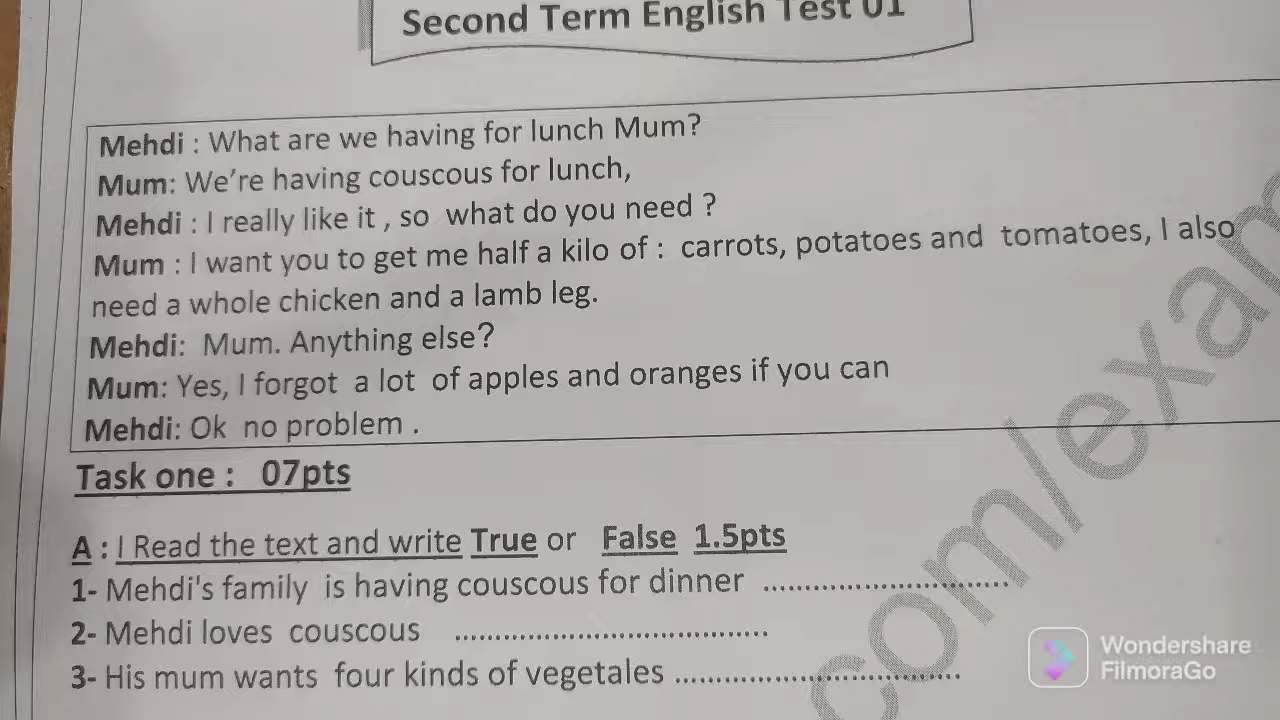 Second Term English Test 01
Mehdi : What are we having for lunch Mum?
Mum: We're having couscous for lunch,
Mehdi : I really like it , so what do you need ?
Mum : I want you to get me half a kilo of : carrots, potatoes and tomatoes, I also
need a whole chicken and a lamb leg.
Mehdi: Mum. Anything else?
Mum: Yes, I forgot a lot of apples and oranges if you can
Mehdi: Ok no problem .
Task one : 07pts
A : I Read the text and write True or False 1.5pts
1- Mehdi's family is having couscous for dinner ..............................
2- Mehdi loves couscous .......................................
3- His mum wants four kinds of vegetales ...................................
com/exam
Wondershare
FilmoraGo